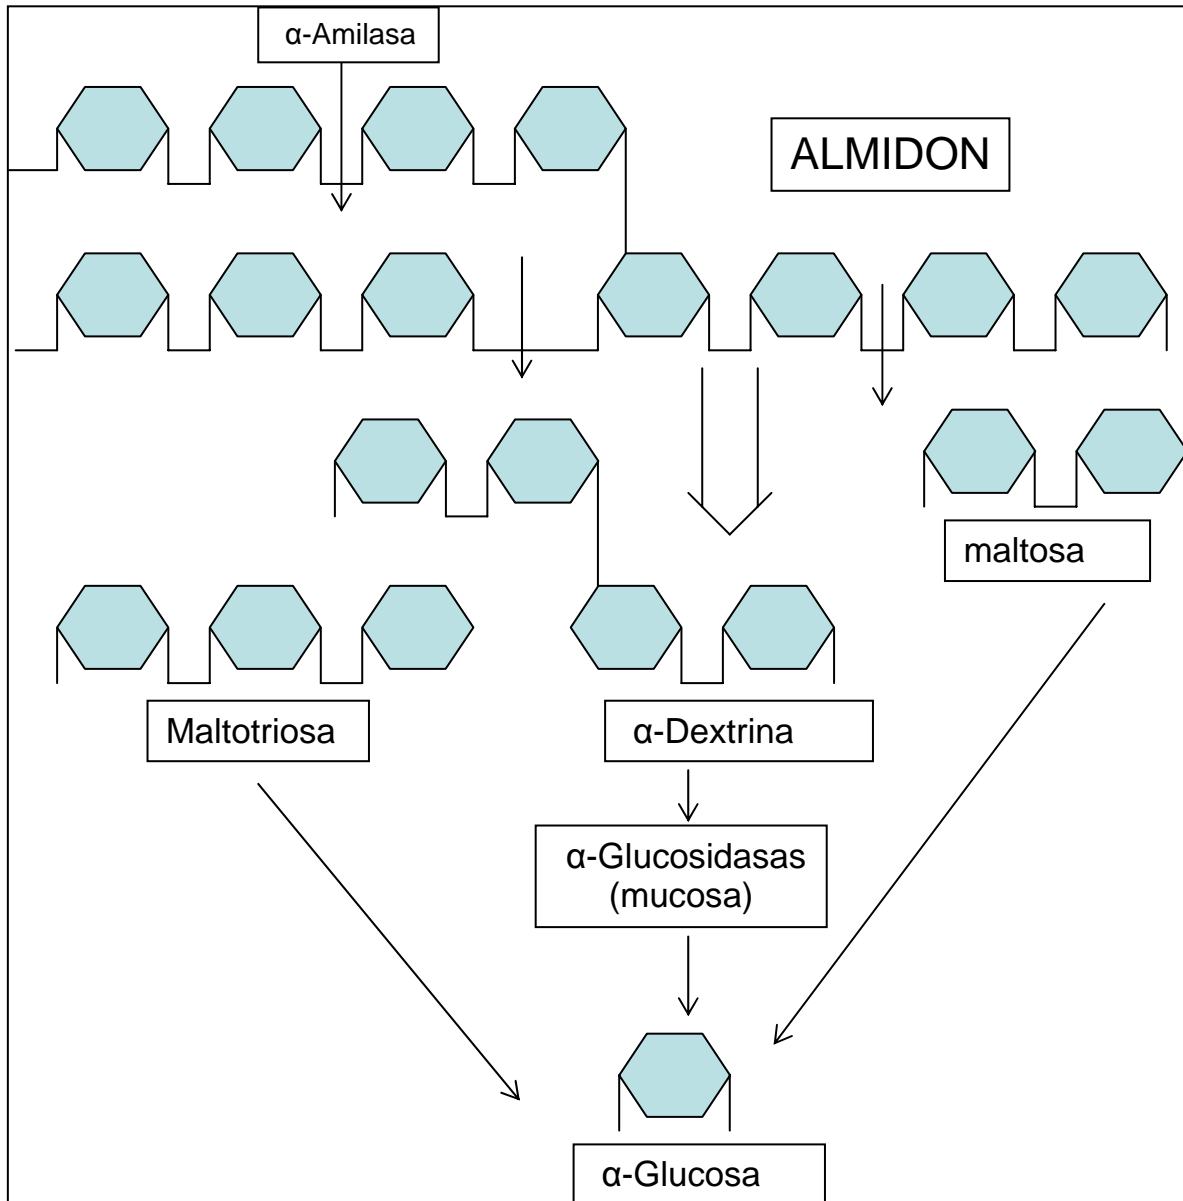 α-Amilasa
ALMIDON
maltosa
Maltotriosa
α-Dextrina
α-Glucosidasas
(mucosa)
α-Glucosa